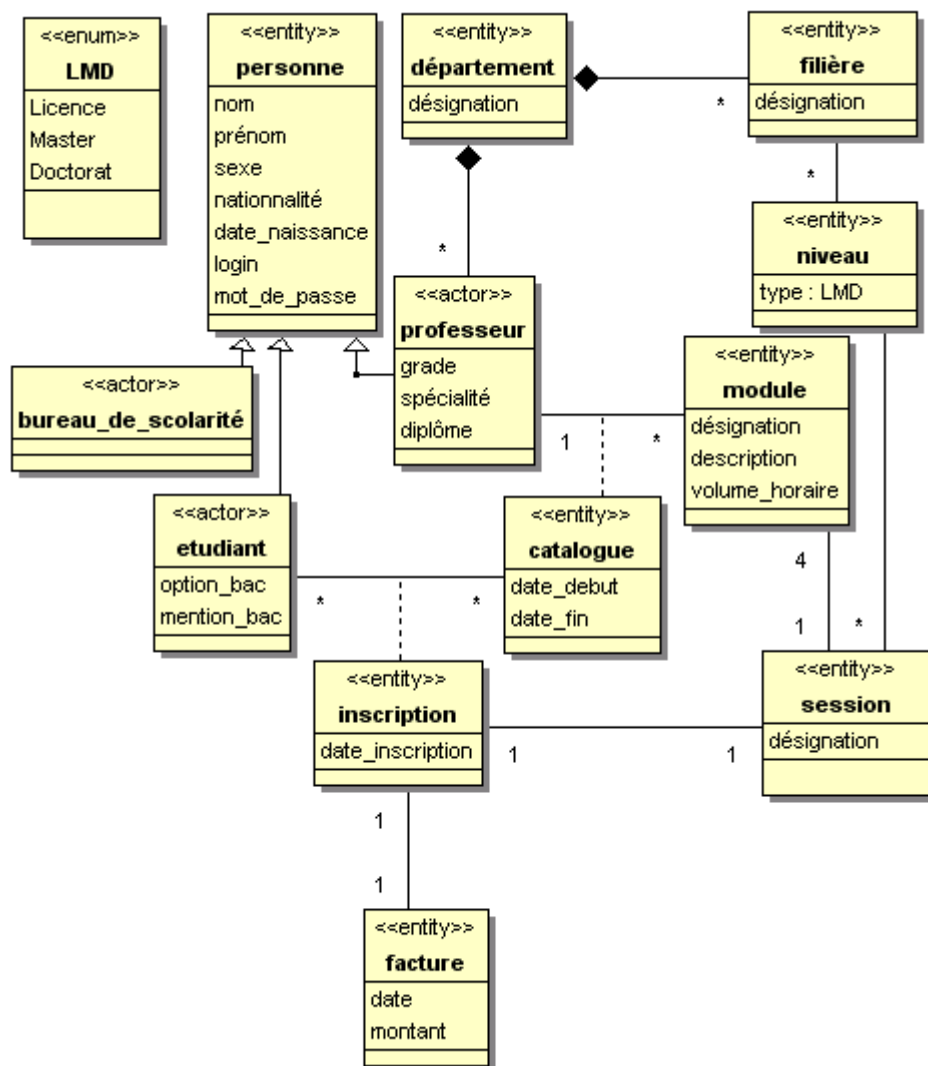 <<enum>>
LMD
Licence
Master
Doctorat
<<entity>>
personne
nom
prénom
sexe
nationnalité
date_naissance
login
mot_de_passe
<<entity>>
département
désignation
*
<<entity>>
filière
désignation
*
*
<<entity>>
niveau
type : LMD
<<actor>>
professeur
grade
spécialité
diplôme
1
*
<<entity>>
module
désignation
description
volume_horaire
<<actor>>
bureau_de_scolarité
<<actor>>
etudiant
option_bac
mention_bac
*
*
<<entity>>
catalogue
date_debut
date_fin
4
1
*
<<entity>>
inscription
date_inscription
1
1
<<entity>>
session
désignation
1
1
<<entity>>
facture
date
montant